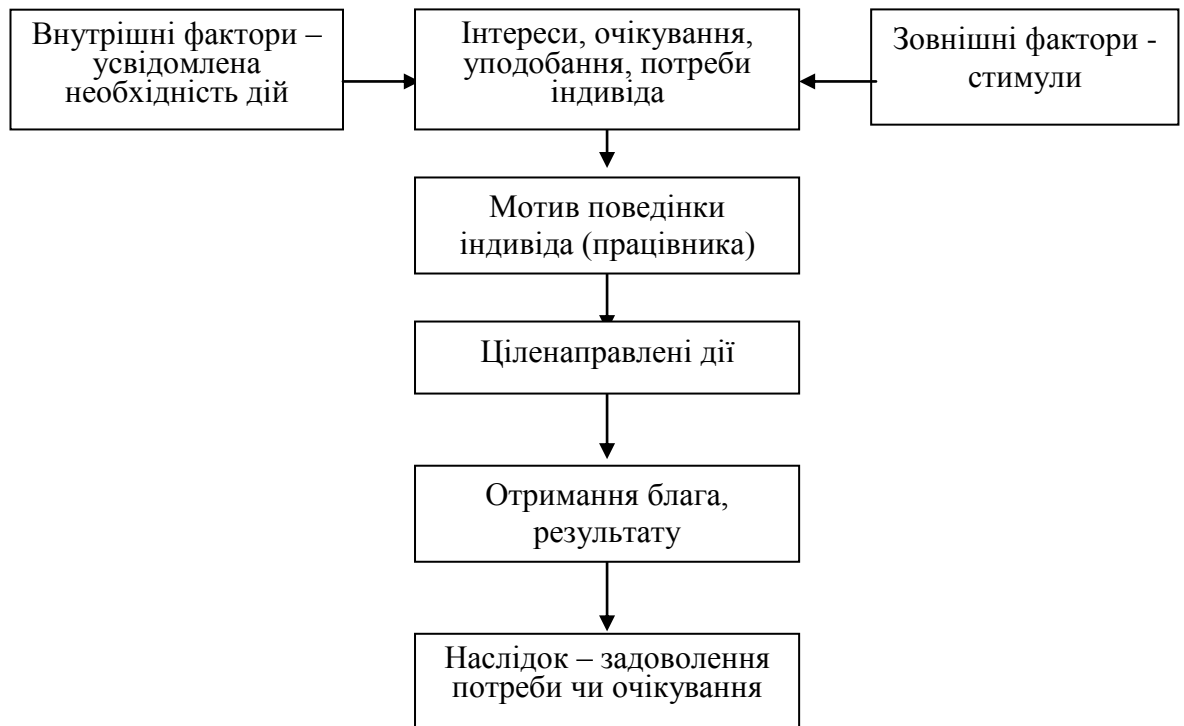 Внутрішні фактори –
усвідомлена
необхідність дій
Інтереси, очікування,
уподобання, потреби
індивіда
Зовнішні фактори -
стимули
Мотив поведінки
індивіда (працівника)
Ціленаправлені дії
Отримання блага,
результату
Наслідок – задоволення
потреби чи очікування